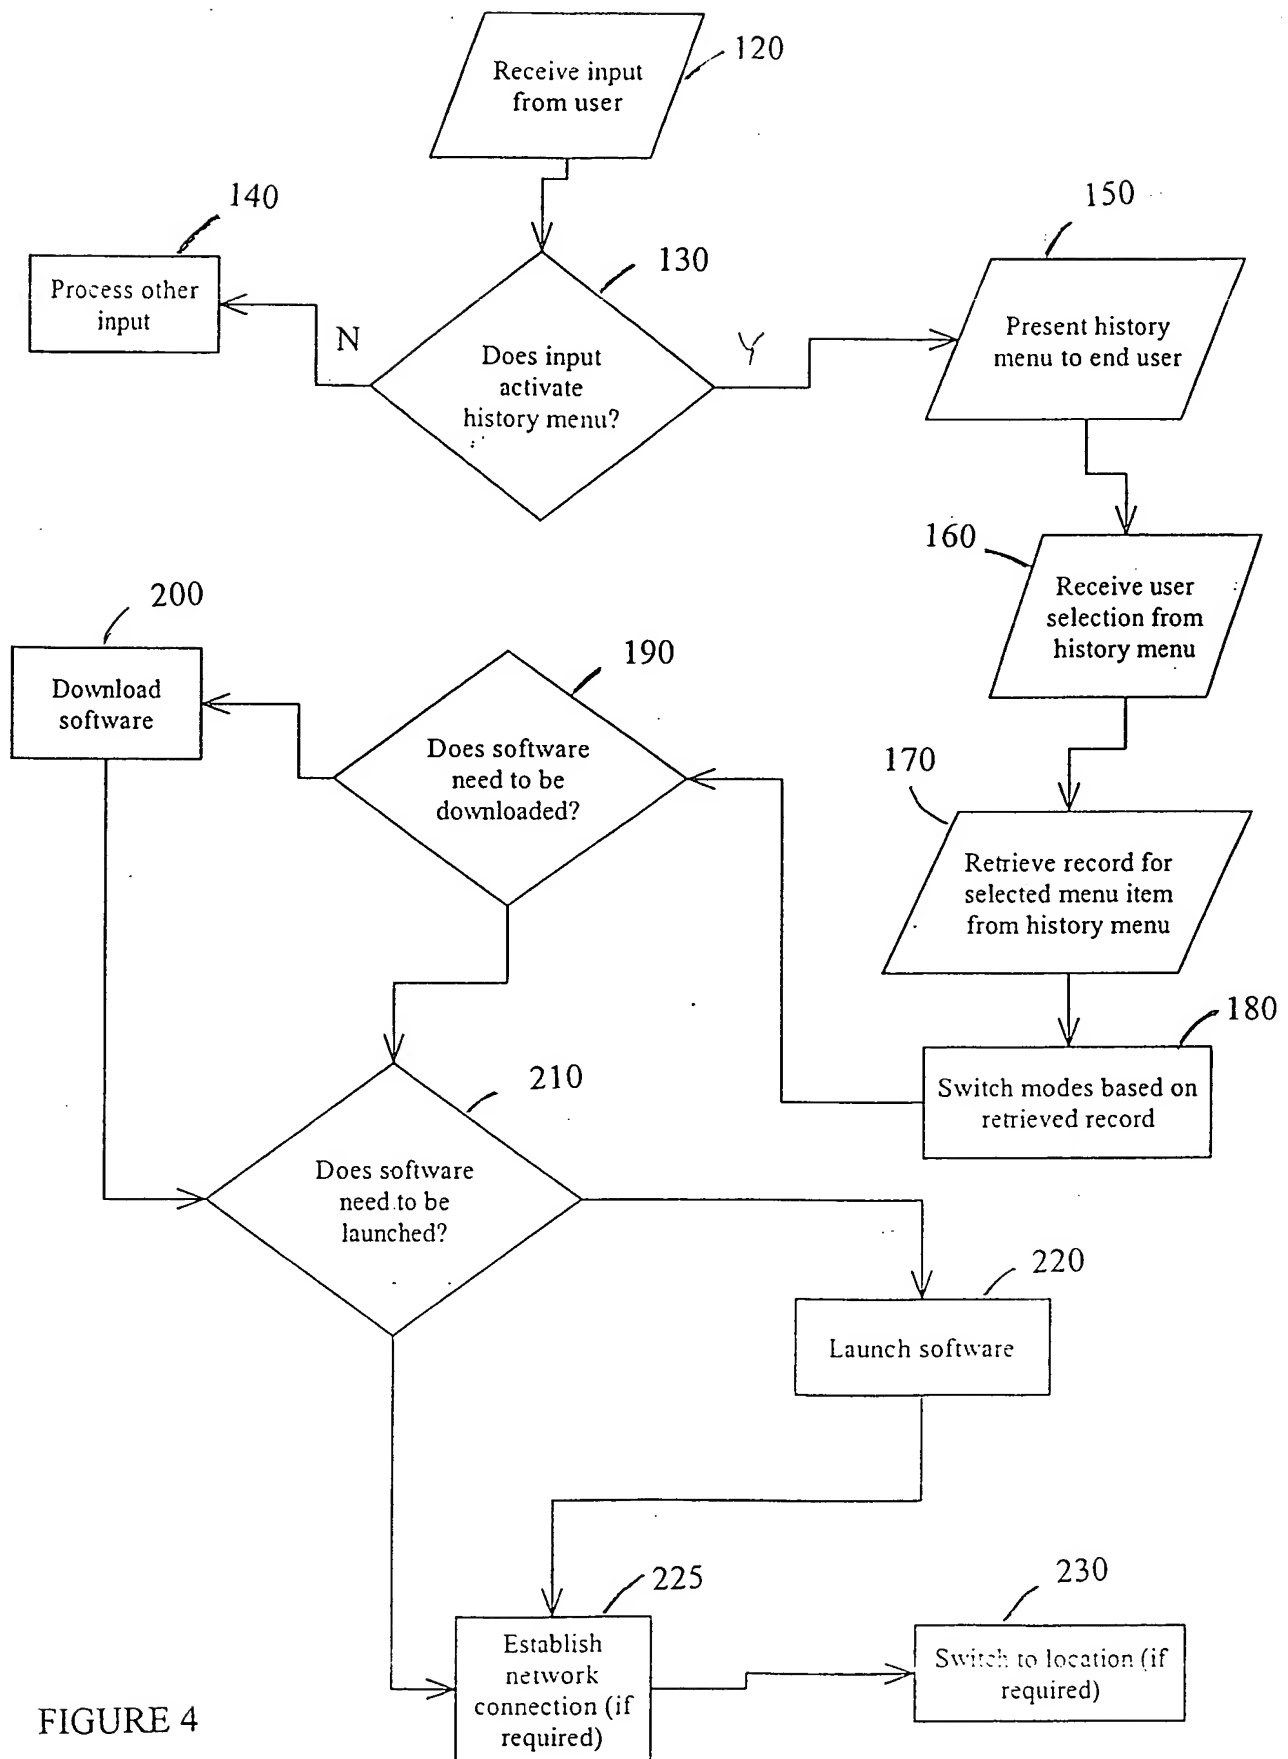 120
Receive input
from user
140
150
130
Process other
input
N
Y
Does input
activate
history menu?
Present history
menu to end user
160
Receive user
selection from
history menu
200
190
Download
software
Does software
need to be
downloaded?
170
Retrieve record for
selected menu item
from history menu
180
Switch modes based on
retrieved record
210
Does software
need to be
launched?
220
Launch software
225
230
Establish
network
connection (if
required)
Switch to location (if
required)
FIGURE 4